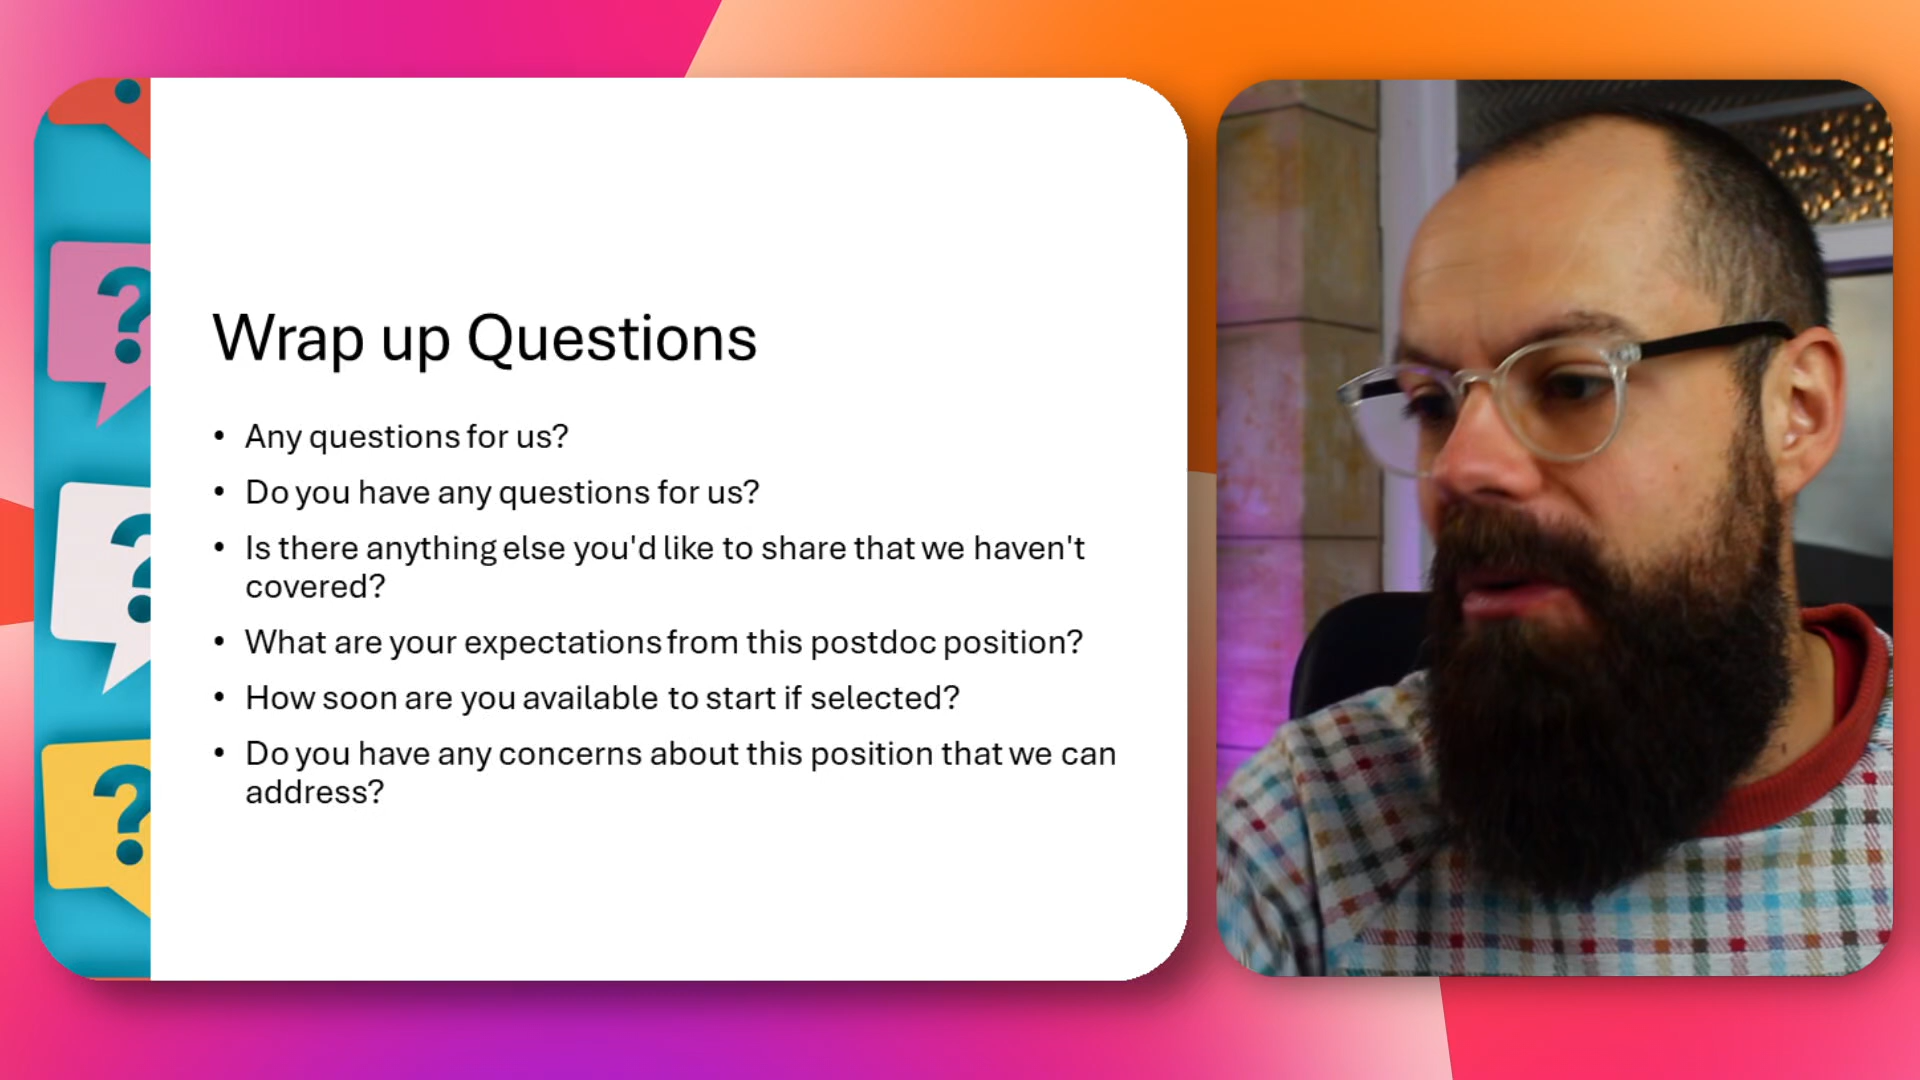 Wrap up Questions
• Any questions for us?
• Do you have any questions for us?
• Is there anything else you'd like to share that we haven't
covered?
• What are your expectations from this postdoc position?
• How soon are you available to start if selected?
• Do you have any concerns about this position that we can
address?
?
?
?